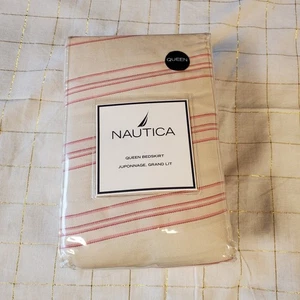 QUEEN
NAUTICA
QUEEN BEDSKIRT
JUPONNAGE, GRAND LIT